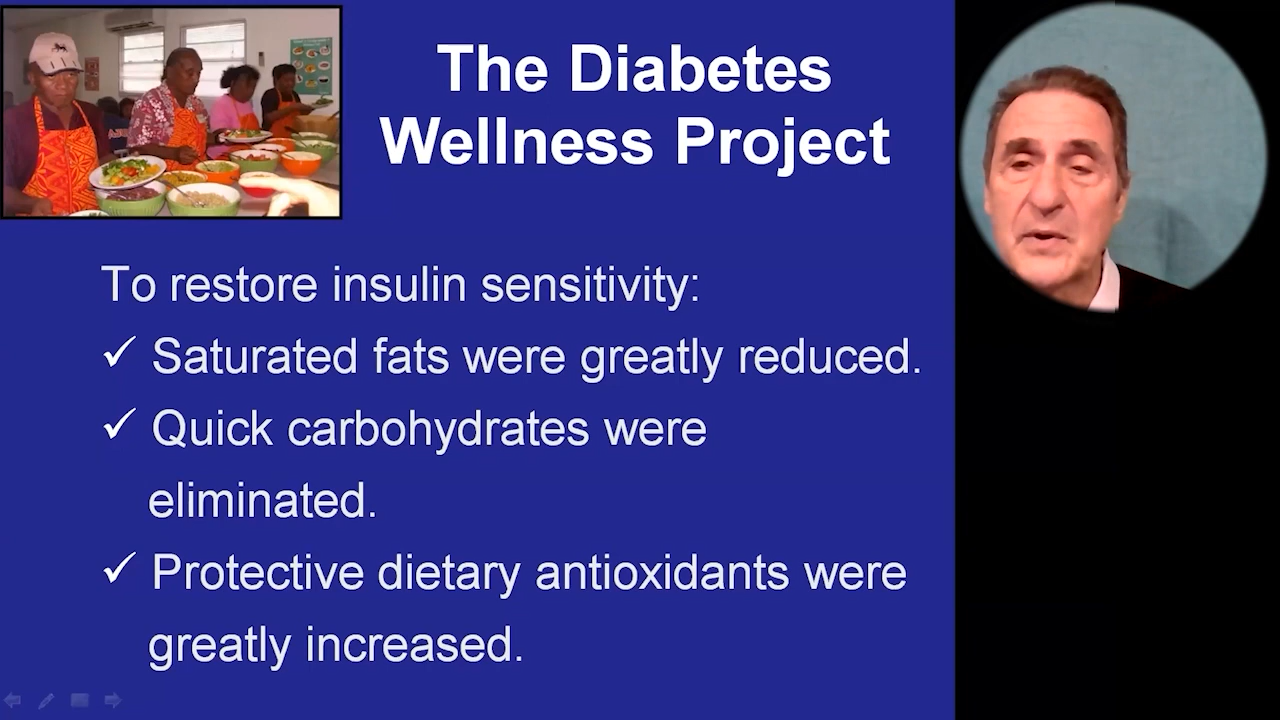 The Diabetes
Wellness Project
To restore insulin sensitivity:
✓ Saturated fats were greatly reduced.
✓ Quick carbohydrates were
eliminated.
✓ Protective dietary antioxidants were
greatly increased.